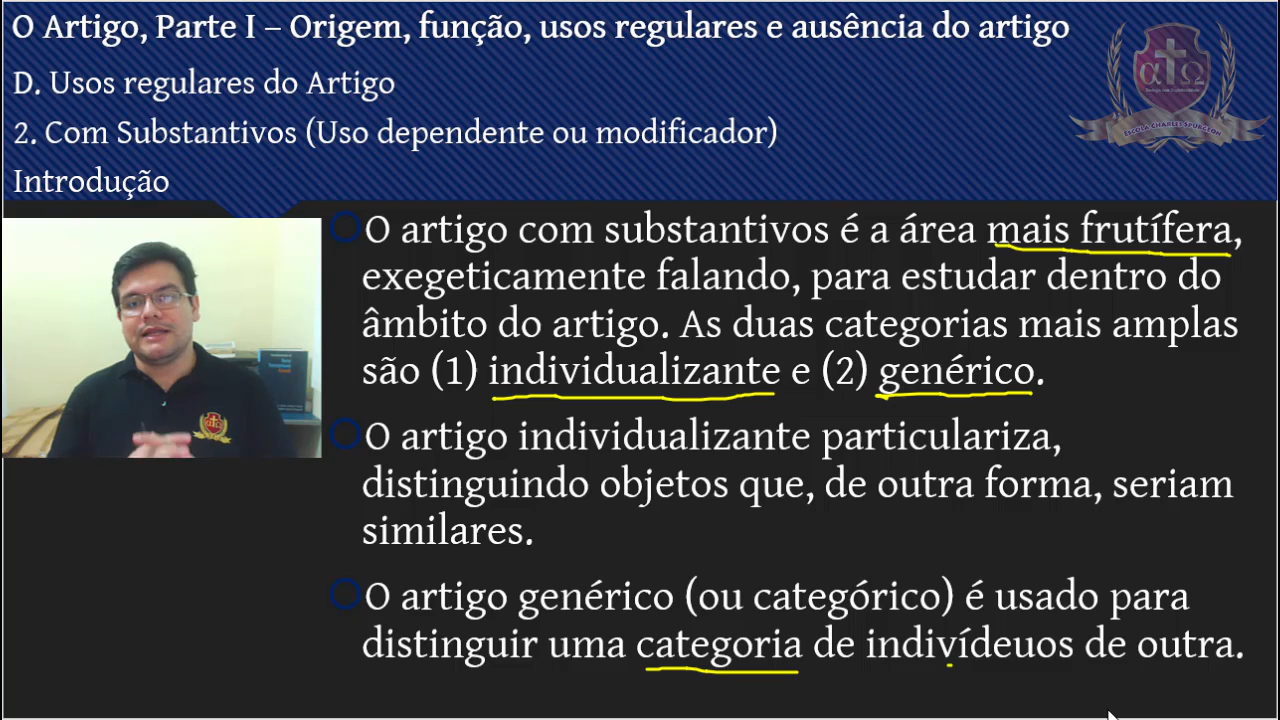 O Artigo, Parte I – Origem, função, usos regulares e ausência do artigo
D. Usos regulares do Artigo
2. Com Substantivos (Uso dependente ou modificador)
Introdução
α Ω
ESCOLA CHARLES SPURGEON
O artigo com substantivos é a área mais frutífera,
exegeticamente falando, para estudar dentro do
âmbito do artigo. As duas categorias mais amplas
são (1) individualizante e (2) genérico.
O artigo individualizante particulariza,
distinguindo objetos que, de outra forma, seriam
similares.
O artigo genérico (ou categórico) é usado para
distinguir uma categoria de indivídeuos de outra.